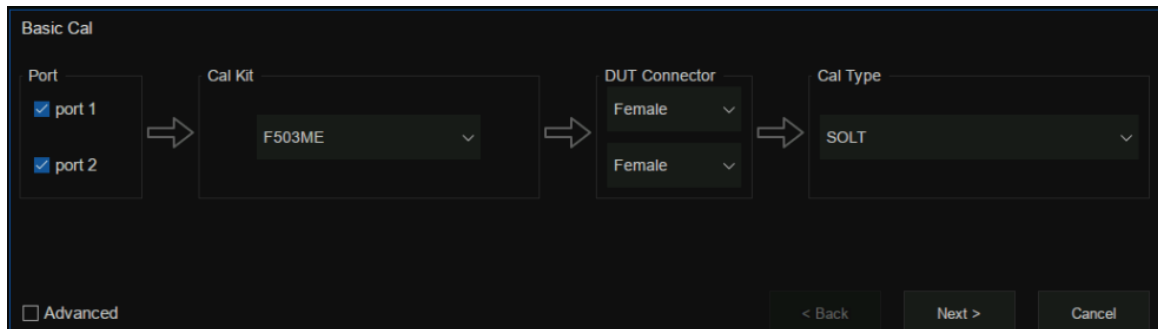 Basic Cal
Port
port 1
port 2
Cal Kit
F503ME
DUT Connector
Female
Female
Cal Type
SOLT
Advanced
< Back
Next >
Cancel